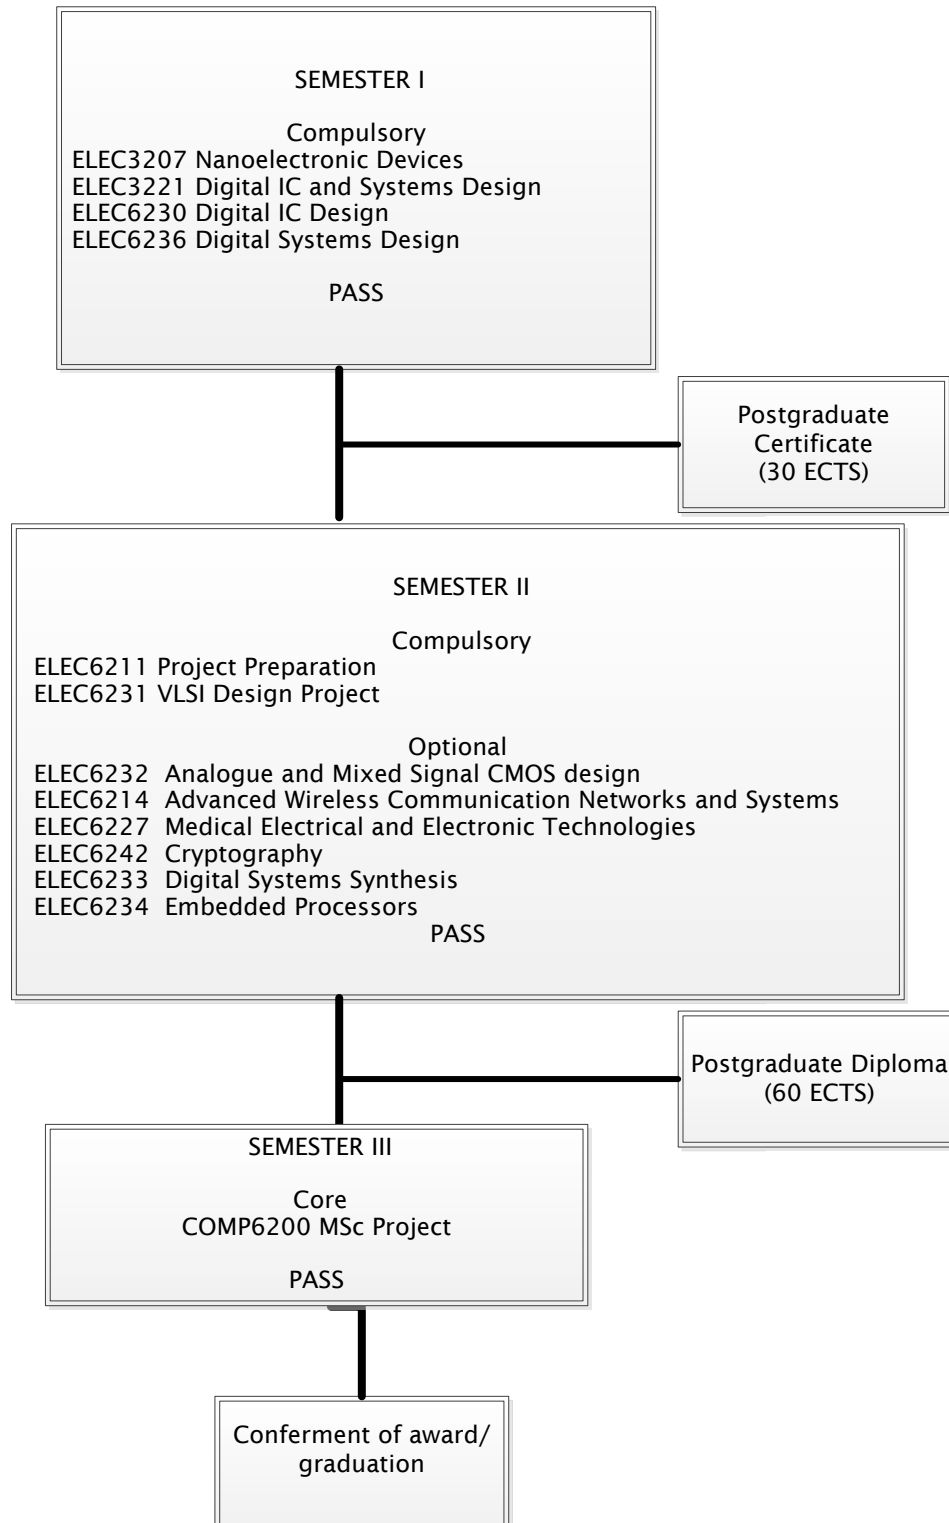 SEMESTER I
Compulsory
ELEC3207 Nanoelectronic Devices
ELEC3221 Digital IC and Systems Design
ELEC6230 Digital IC Design
ELEC6236 Digital Systems Design
PASS
Postgraduate
Certificate
(30 ECTS)
SEMESTER II
Compulsory
ELEC6211 Project Preparation
ELEC6231 VLSI Design Project
Optional
ELEC6232  Analogue and Mixed Signal CMOS design
ELEC6214  Advanced Wireless Communication Networks and Systems
ELEC6227  Medical Electrical and Electronic Technologies
ELEC6242  Cryptography
ELEC6233  Digital Systems Synthesis
ELEC6234  Embedded Processors
PASS
Postgraduate Diploma
(60 ECTS)
SEMESTER III
Core
COMP6200 MSc Project
PASS
Conferment of award/
graduation